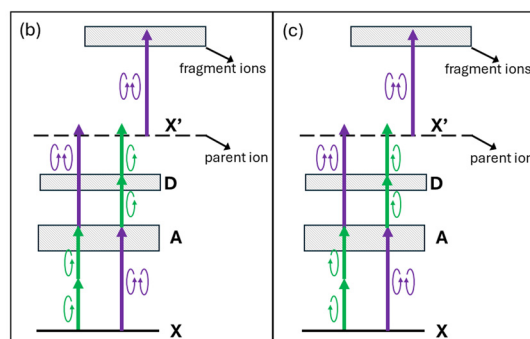 (b)
fragment ions
X'
parent ion
D
A
X
(c)
fragment ions
X'
parent ion
D
A
X